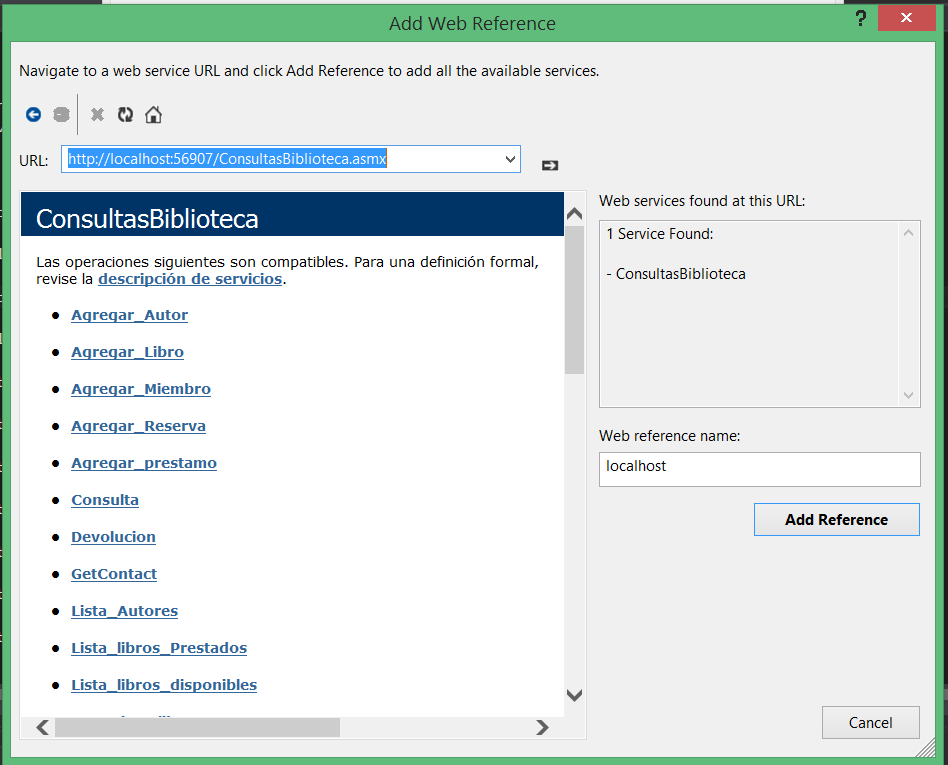 Add Web Reference
?
Navigate to a web service URL and click Add Reference to add all the available services.
URL:
http://localhost:56907/ConsultasBiblioteca.asmx
ConsultasBiblioteca
Las operaciones siguientes son compatibles. Para una definición formal,
revise la descripción de servicios.
Agregar_Autor
Agregar_Libro
Agregar_Miembro
Agregar_Reserva
Agregar_prestamo
Consulta
Devolucion
GetContact
Lista_Autores
Lista_libros_Prestados
Lista_libros_disponibles
Web services found at this URL:
1 Service Found:
- ConsultasBiblioteca
Web reference name:
localhost
Add Reference
Cancel